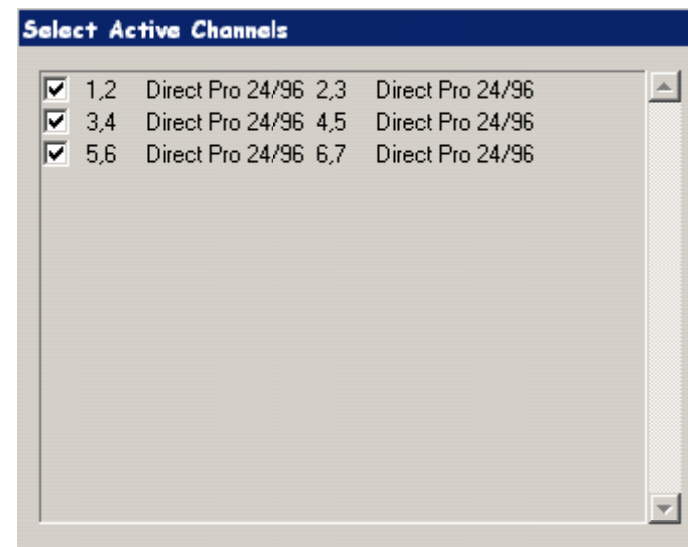 Select Active Channels
1,2 Direct Pro 24/96 2,3 Direct Pro 24/96
3,4 Direct Pro 24/96 4,5 Direct Pro 24/96
5,6 Direct Pro 24/96 6,7 Direct Pro 24/96